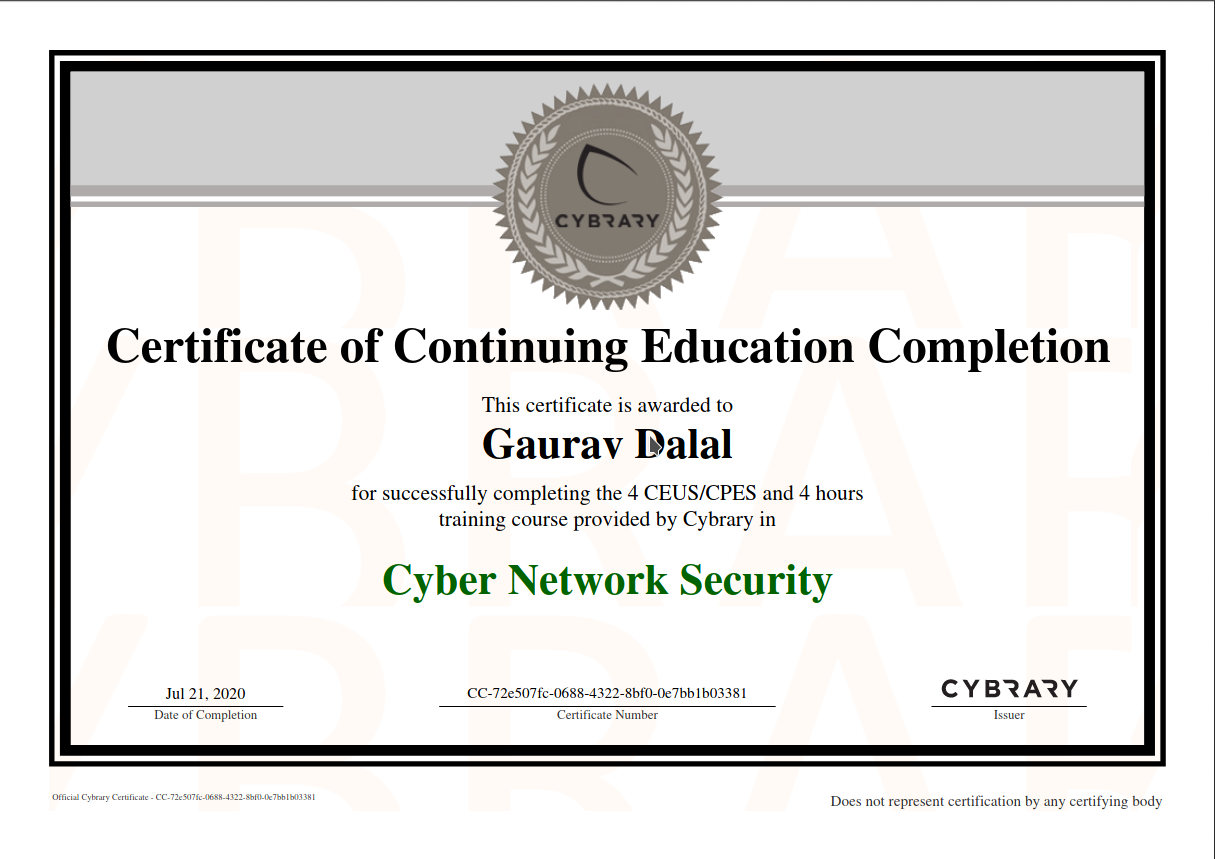 CYBRARY
Certificate of Continuing Education Completion
This certificate is awarded to
Gaurav Dalal
for successfully completing the 4 CEUS/CPES and 4 hours
training course provided by Cybrary in
Cyber Network Security
Jul 21, 2020
Date of Completion
CC-72e507fc-0688-4322-8bf0-0e7bb1b03381
Certificate Number
CYBRARY
Issuer
Official Cybrary Certificate - CC-72e507fc-0688-4322-8bf0-0e7bb1b03381
Does not represent certification by any certifying body